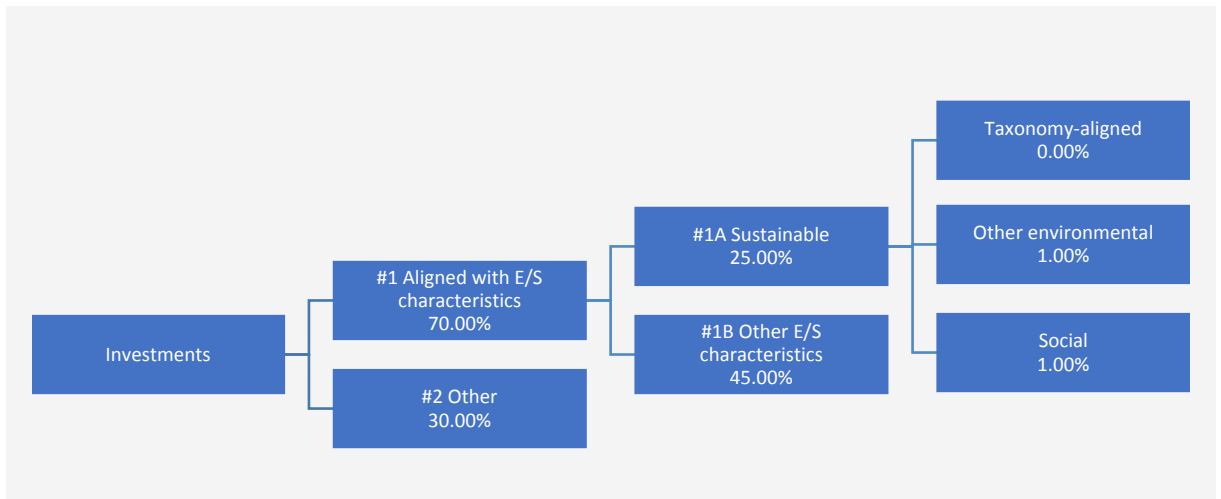 Investments
#1 Aligned with E/S
characteristics
70.00%
#2 Other
30.00%
#1A Sustainable
25.00%
#1B Other E/S
characteristics
45.00%
Taxonomy-aligned
0.00%
Other environmental
1.00%
Social
1.00%